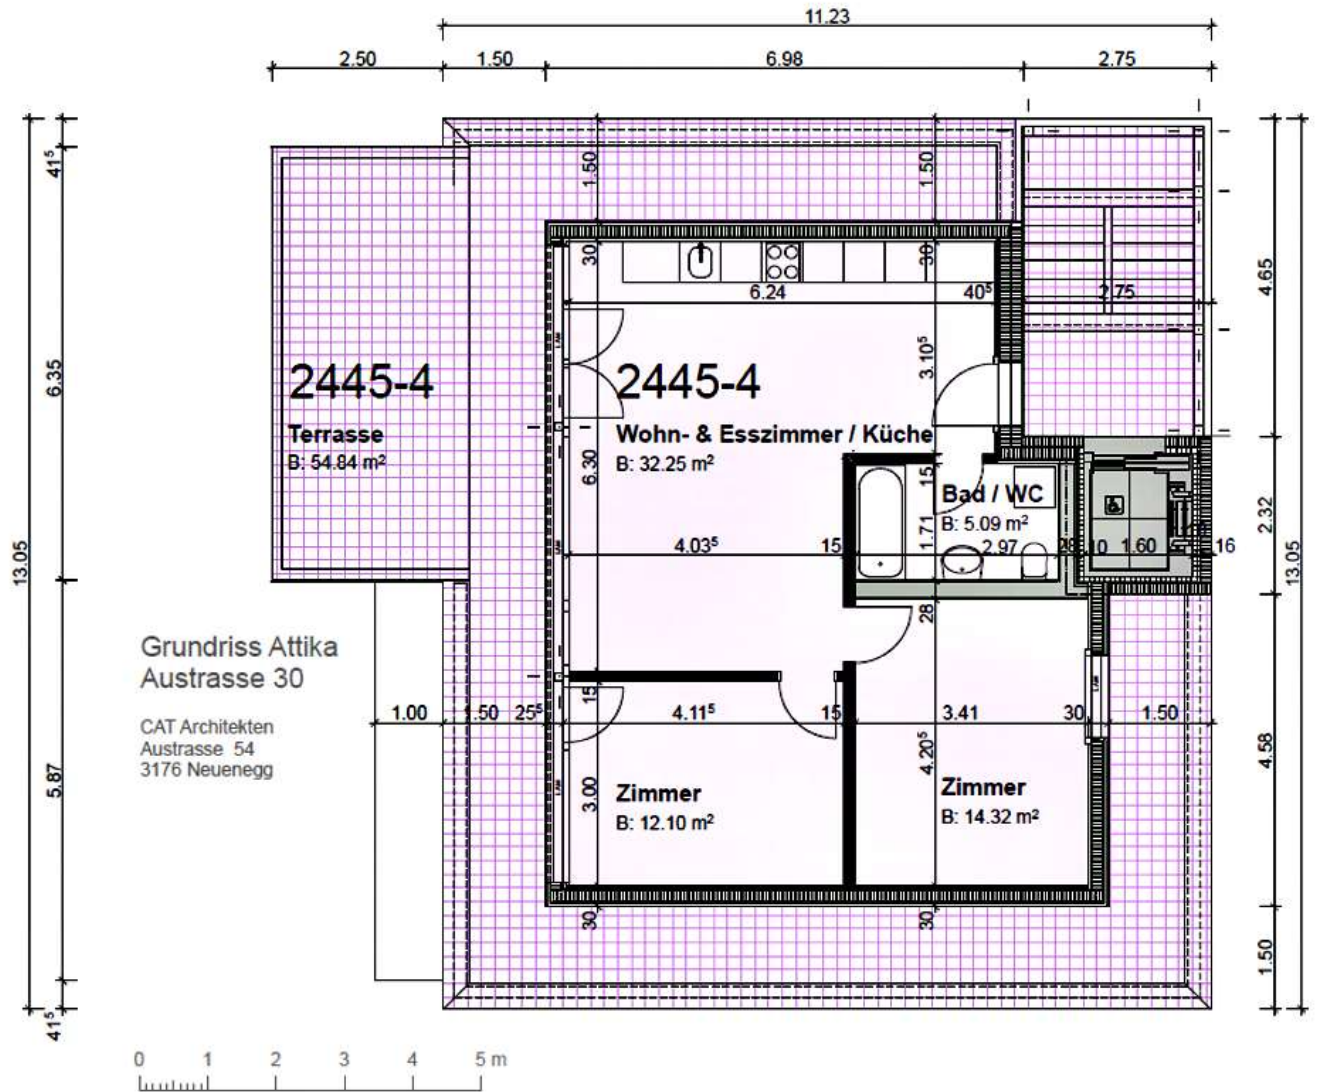 11.23
2.50 1.50 6.98 2.75
41⁵ 1.50 1.50
30 30
6.24 40⁵ 2.75
4.65
6.35
3.10⁵
2445-4 2445-4
Terrasse
B: 54.84 m²
Wohn- & Esszimmer / Küche
B: 32.25 m²
6.30
15
Bad / WC
B: 5.09 m²
1.71
2.32
13.05 13.05
4.03⁵ 15 2.97 28 10 1.60 16
28
Grundriss Attika
Austrasse 30
CAT Architekten
Austrasse 54
3176 Neuenegg
15
1.00 1.50 25⁵ 4.11⁵ 15 3.41 30 1.50
4.20⁵
4.58
5.87
3.00
Zimmer
B: 12.10 m²
Zimmer
B: 14.32 m²
30 30
1.50
41⁵
0 1 2 3 4 5 m